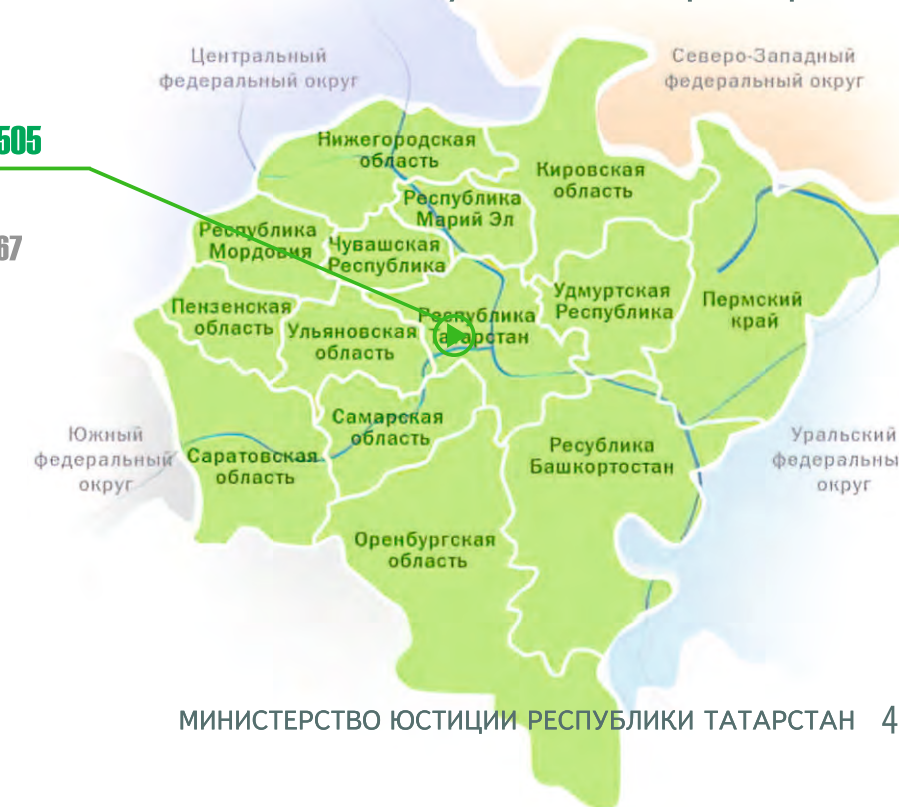 Центральный
федеральный округ
Северо-Западный
федеральный округ
505
67
Нижегородская
область
Кировская
область
Республика
Марий Эл
Республика
Мордовия
Чувашская
Республика
Пензенская
область
Ульяновская
область
Республика
Татарстан
Удмуртская
Республика
Пермский
край
Самарская
область
Южный
федеральный
округ
Саратовская
область
Ресублика
Башкортостан
Уральский
федеральны
округ
Оренбургская
область
МИНИСТЕРСТВО ЮСТИЦИИ РЕСПУБЛИКИ ТАТАРСТАН 4